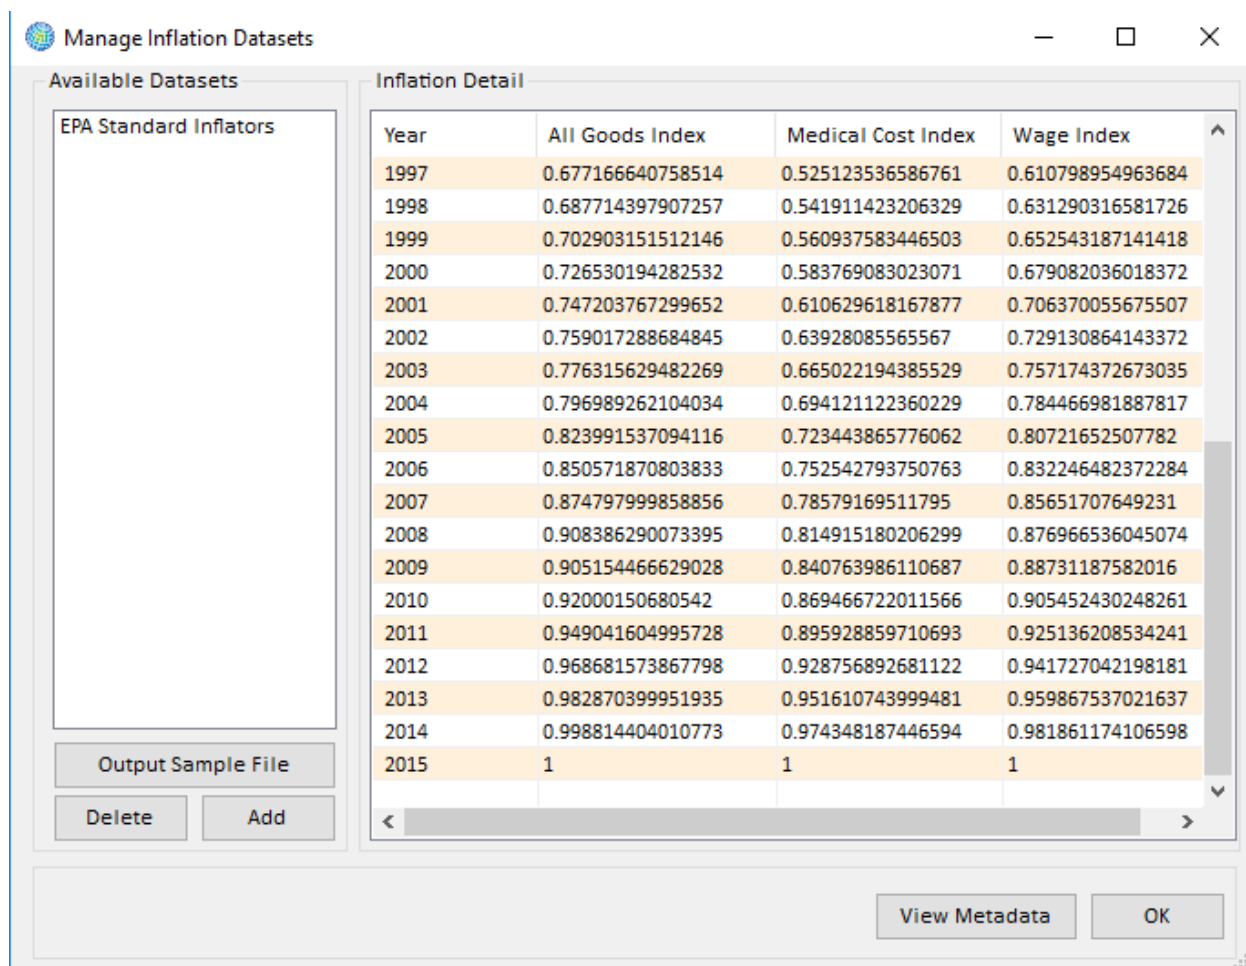 Manage Inflation Datasets
Available Datasets
Inflation Detail
EPA Standard Inflators
Year All Goods Index Medical Cost Index Wage Index
1997 0.677166640758514 0.525123536586761 0.610798954963684
1998 0.687714397907257 0.541911423206329 0.631290316581726
1999 0.702903151512146 0.560937583446503 0.652543187141418
2000 0.726530194282532 0.583769083023071 0.679082036018372
2001 0.747203767299652 0.610629618167877 0.706370055675507
2002 0.759017288684845 0.63928085565567 0.729130864143372
2003 0.776315629482269 0.665022194385529 0.757174372673035
2004 0.796989262104034 0.694121122360229 0.784466981887817
2005 0.823991537094116 0.723443865776062 0.80721652507782
2006 0.850571870803833 0.752542793750763 0.832246482372284
2007 0.874797999858856 0.78579169511795 0.85651707649231
2008 0.908386290073395 0.814915180206299 0.876966536045074
2009 0.905154466629028 0.840763986110687 0.88731187582016
2010 0.92000150680542 0.869466722011566 0.905452430248261
2011 0.949041604995728 0.895928859710693 0.925136208534241
2012 0.968681573867798 0.928756892681122 0.941727042198181
2013 0.982870399951935 0.951610743999481 0.959867537021637
2014 0.998814404010773 0.974348187446594 0.981861174106598
2015 1 1 1
Output Sample File
Delete Add
View Metadata OK